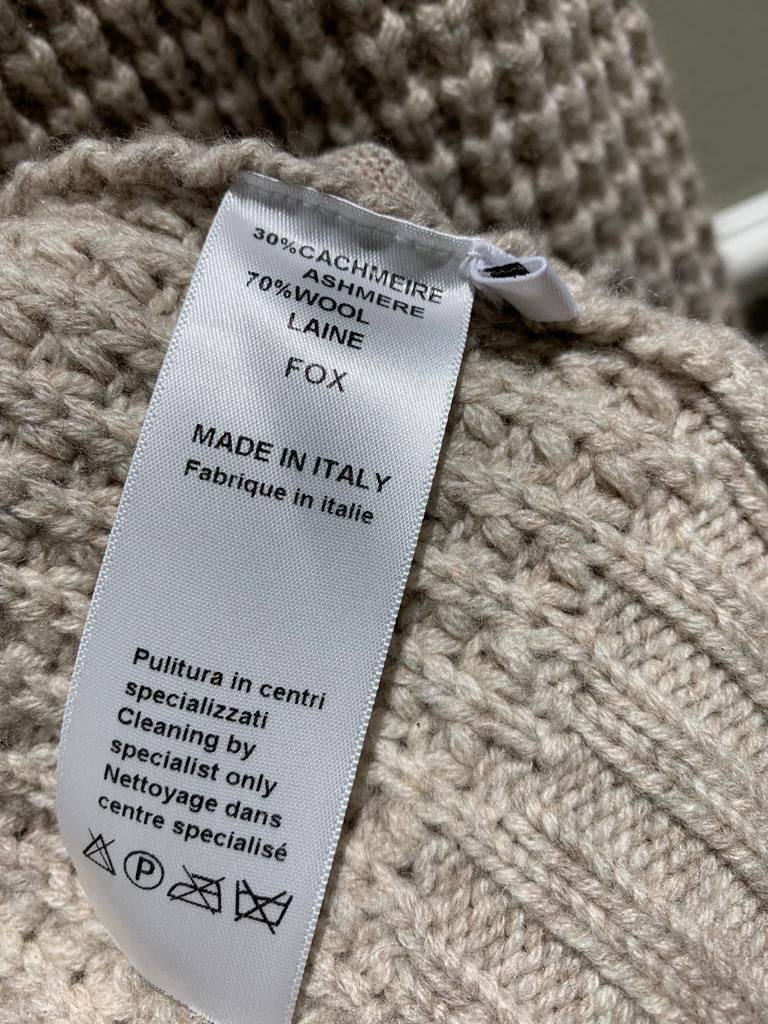 30%CACHMEIRE
ASHMERE
70%WOOL
LAINE
FOX
MADE IN ITALY
Fabrique in italie
Pulitura in centri
specializzati
Cleaning by
specialist only
Nettoyage dans
centre specialisé
P